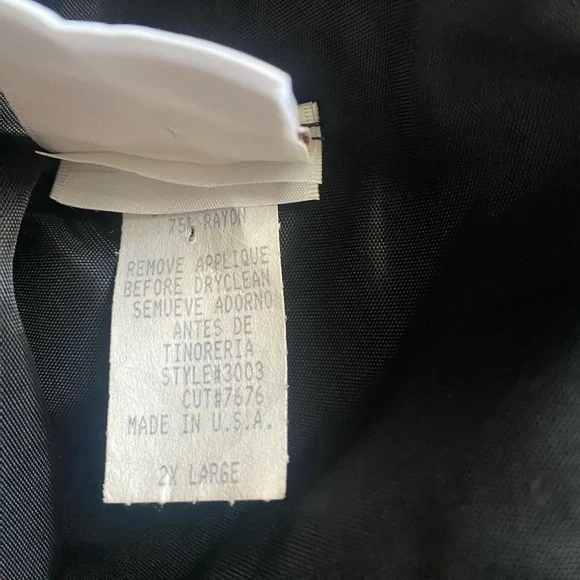 75% RAYON
REMOVE APPLIQUE
BEFORE DRYCLEAN
SEMUEVE ADORNO
ANTES DE
TINORERIA
STYLE#3003
CUT#7676
MADE IN U.S.A.
2X LARGE